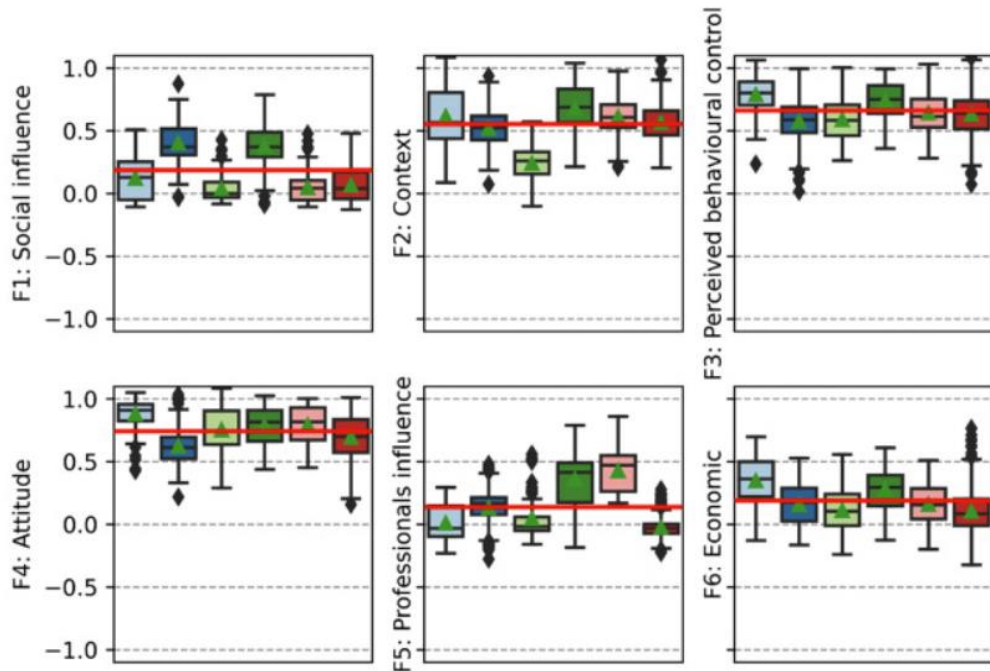 F1: Social influence
1.0
0.5
0.0
−0.5
−1.0
F2: Context
F3: Perceived behavioural control
F4: Attitude
1.0
0.5
0.0
−0.5
−1.0
F5: Professionals influence
F6: Economic